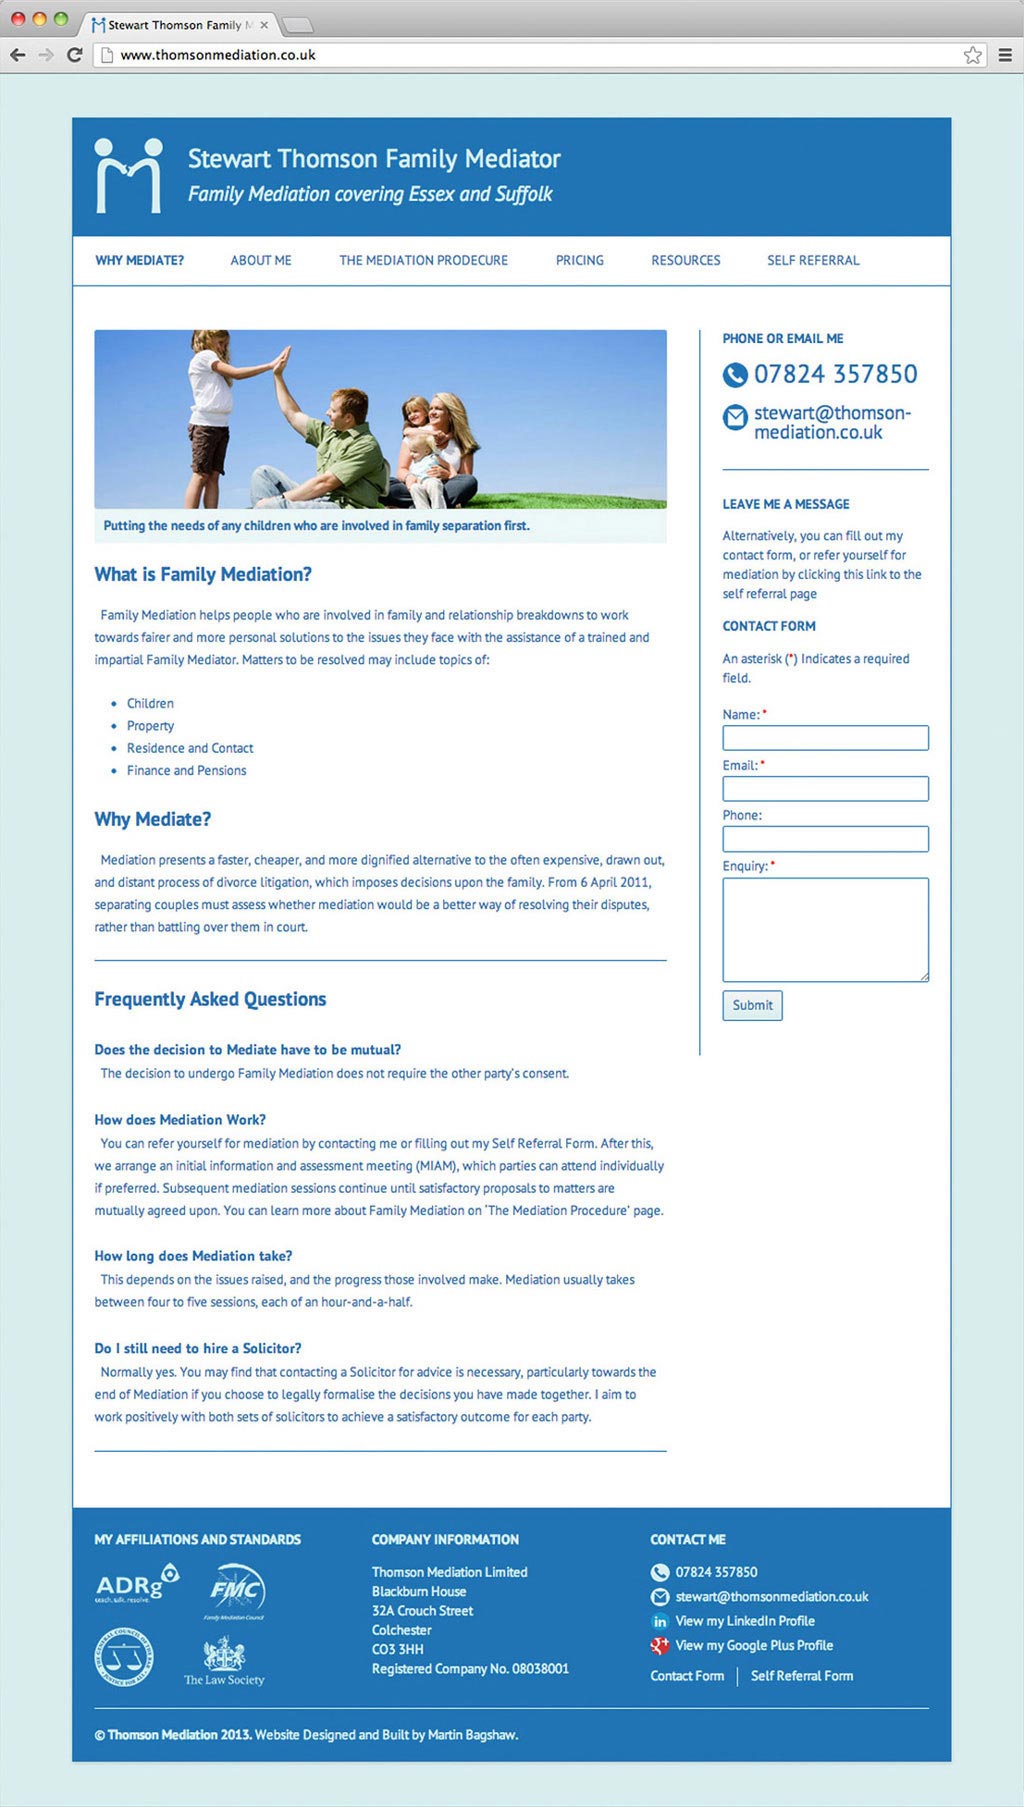 Stewart Thomson Family M
www.thomsonmediation.co.uk
Stewart Thomson Family Mediator
Family Mediation covering Essex and Suffolk
WHY MEDIATE?
ABOUT ME
THE MEDIATION PRODECURE
PRICING
RESOURCES
SELF REFERRAL
Putting the needs of any children who are involved in family separation first.
What is Family Mediation?
Family Mediation helps people who are involved in family and relationship breakdowns to work
towards fairer and more personal solutions to the issues they face with the assistance of a trained and
impartial Family Mediator. Matters to be resolved may include topics of:
• Children
• Property
• Residence and Contact
• Finance and Pensions
Why Mediate?
Mediation presents a faster, cheaper, and more dignified alternative to the often expensive, drawn out,
and distant process of divorce litigation, which imposes decisions upon the family. From 6 April 2011,
separating couples must assess whether mediation would be a better way of resolving their disputes,
rather than battling over them in court.
Frequently Asked Questions
Does the decision to Mediate have to be mutual?
The decision to undergo Family Mediation does not require the other party's consent.
How does Mediation Work?
You can refer yourself for mediation by contacting me or filling out my Self Referral Form. After this,
we arrange an initial information and assessment meeting (MIAM), which parties can attend individually
if preferred. Subsequent mediation sessions continue until satisfactory proposals to matters are
mutually agreed upon. You can learn more about Family Mediation on 'The Mediation Procedure' page.
How long does Mediation take?
This depends on the issues raised, and the progress those involved make. Mediation usually takes
between four to five sessions, each of an hour-and-a-half.
Do I still need to hire a Solicitor?
Normally yes. You may find that contacting a Solicitor for advice is necessary, particularly towards the
end of Mediation if you choose to legally formalise the decisions you have made together. I aim to
work positively with both sets of solicitors to achieve a satisfactory outcome for each party.
PHONE OR EMAIL ME
07824 357850
stewart@thomson-
mediation.co.uk
LEAVE ME A MESSAGE
Alternatively, you can fill out my
contact form, or refer yourself for
mediation by clicking this link to the
self referral page
CONTACT FORM
An asterisk (*) Indicates a required
field.
Name: *
Email: *
Phone:
Enquiry: *
Submit
MY AFFILIATIONS AND STANDARDS
ADRg
teach. talk. resolve.
FMC
Family Mediation Council
The Law Society
COMPANY INFORMATION
Thomson Mediation Limited
Blackburn House
32A Crouch Street
Colchester
CO3 3HH
Registered Company No. 08038001
CONTACT ME
07824 357850
stewart@thomsonmediation.co.uk
in View my LinkedIn Profile
g+ View my Google Plus Profile
Contact Form
Self Referral Form
© Thomson Mediation 2013. Website Designed and Built by Martin Bagshaw.